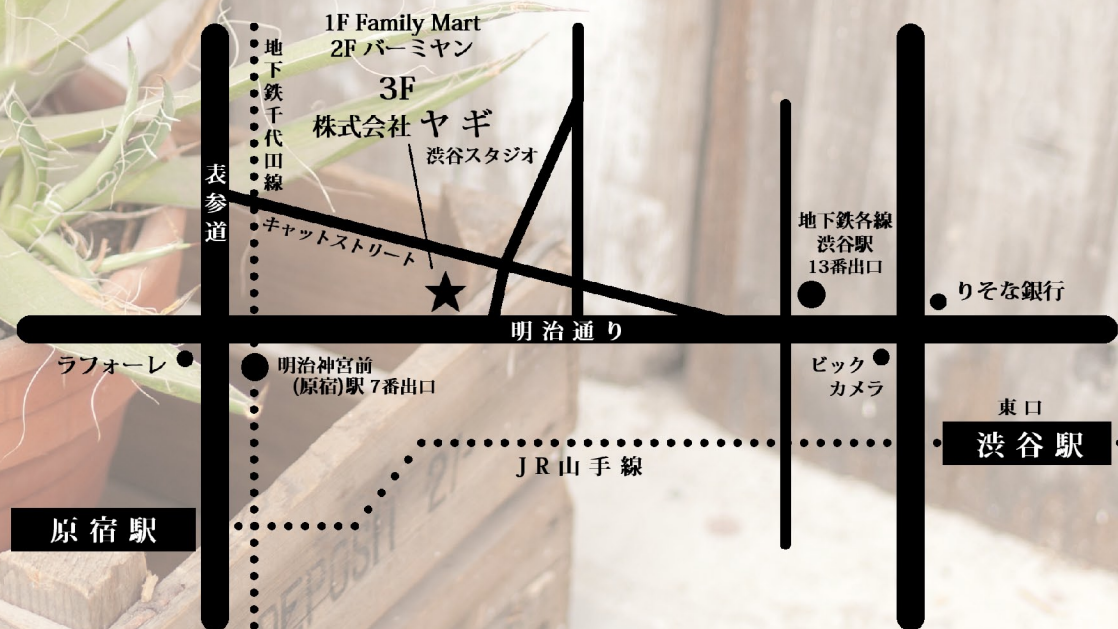 1F Family Mart
2F バーミヤン
3F
株式会社 ヤギ
渋谷スタジオ
地下鉄千代田線
表参道
キャットストリート
地下鉄各線
渋谷駅
13番出口
りそな銀行
明治通り
ラフォーレ
明治神宮前
(原宿)駅 7番出口
ビック
カメラ
東口
渋谷駅
JR山手線
原宿駅
DEPOSIT 21-